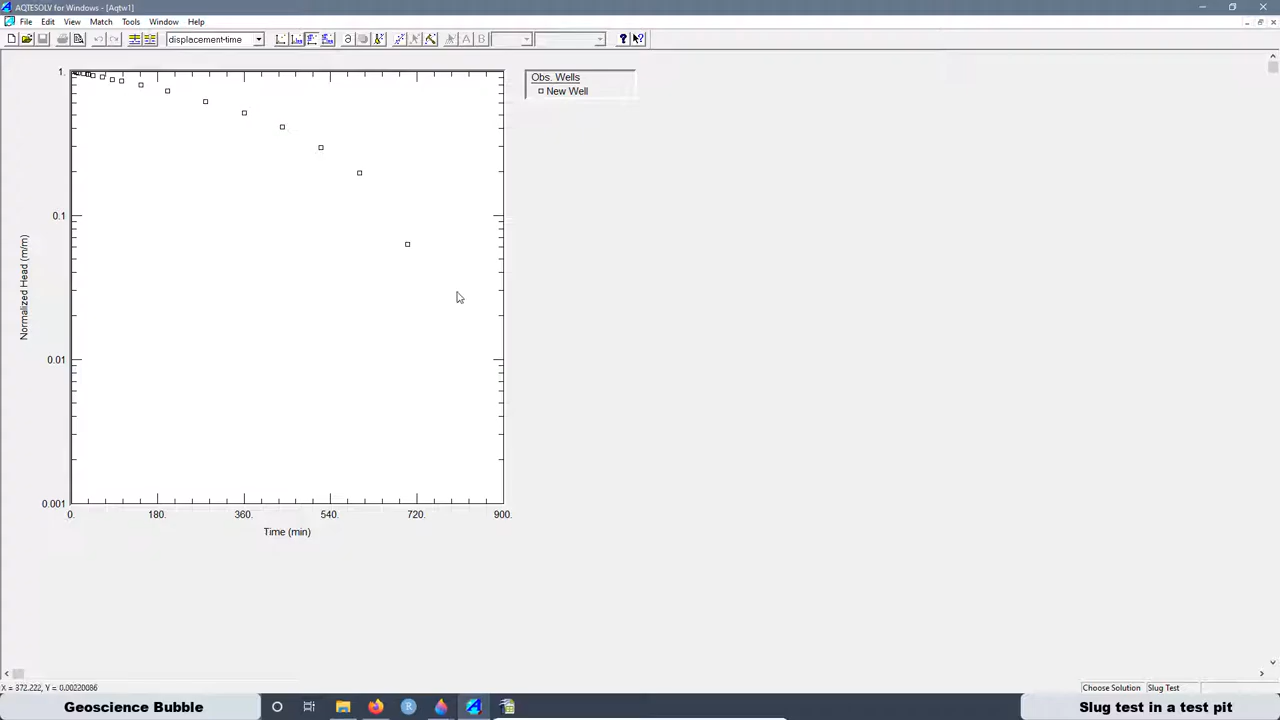 AQTESOLV for Windows - [Aqtw1]
File Edit View Match Tools Window Help
displacement-time
Obs. Wells
New Well
1.
0.1
0.01
0.001
Normalized Head (m/m)
0. 180. 360. 540. 720. 900.
Time (min)
X = 372.222, Y = 0.00220086
Choose Solution Slug Test
Geoscience Bubble
Slug test in a test pit